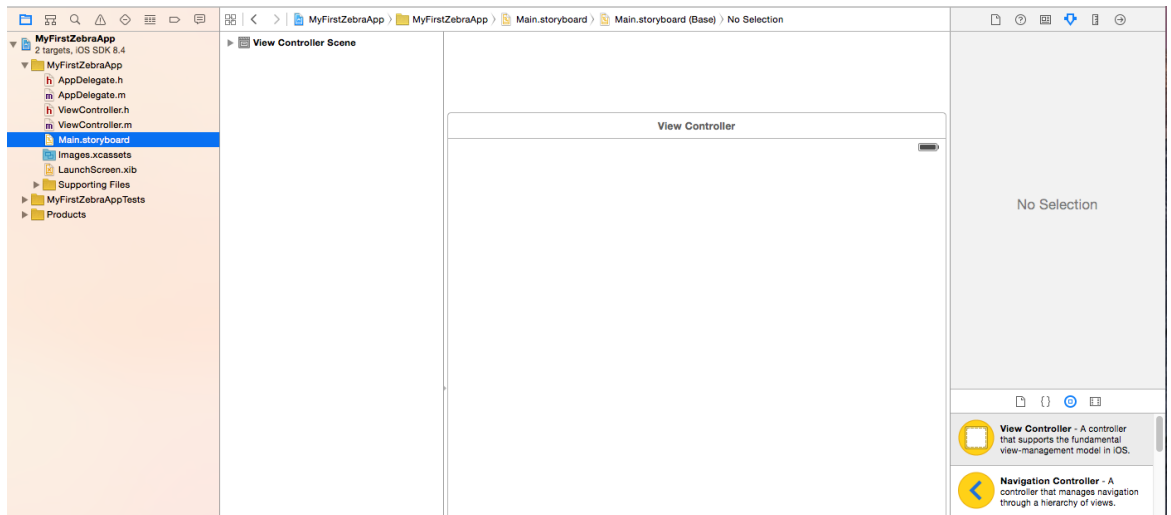 MyFirstZebraApp › MyFirstZebraApp › Main.storyboard › Main.storyboard (Base) › No Selection
MyFirstZebraApp
2 targets, iOS SDK 8.4
MyFirstZebraApp
h AppDelegate.h
m AppDelegate.m
h ViewController.h
m ViewController.m
Main.storyboard
Images.xcassets
LaunchScreen.xib
Supporting Files
MyFirstZebraAppTests
Products
View Controller Scene
View Controller
No Selection
{ }
View Controller - A controller
that supports the fundamental
view-management model in iOS.
Navigation Controller - A
controller that manages navigation
through a hierarchy of views.